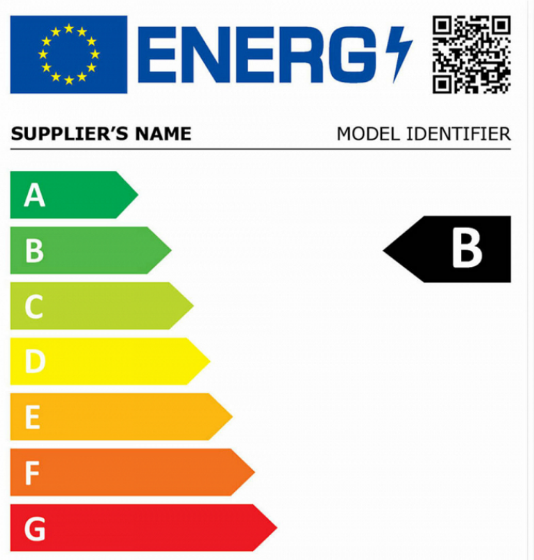 ENERG
SUPPLIER'S NAME MODEL IDENTIFIER
A
B B
C
D
E
F
G